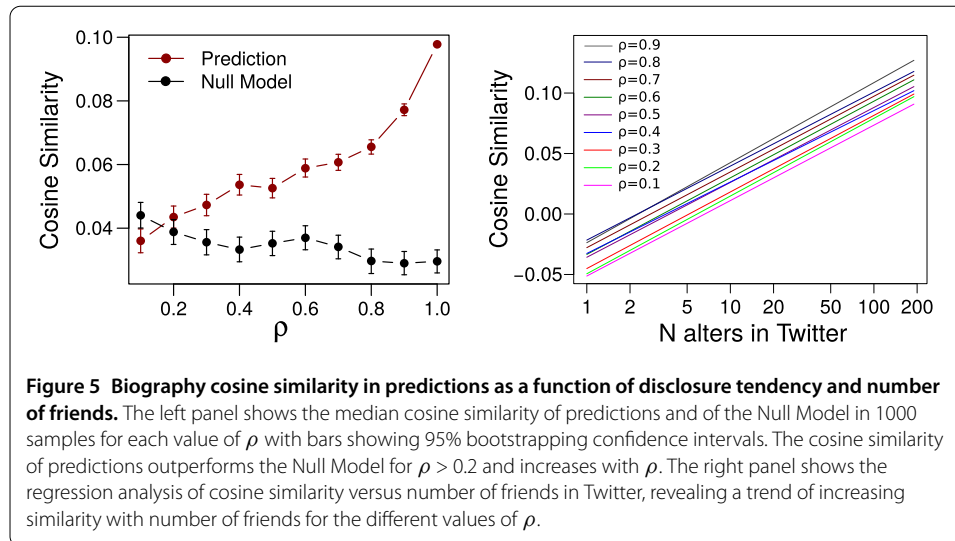 0.10
0.08
0.06
0.04
Cosine Similarity
Prediction
Null Model
0.2 0.4 0.6 0.8 1.0
ρ
0.10
0.05
0.00
−0.05
Cosine Similarity
ρ=0.9
ρ=0.8
ρ=0.7
ρ=0.6
ρ=0.5
ρ=0.4
ρ=0.3
ρ=0.2
ρ=0.1
1 2 5 10 20 50 100 200
N alters in Twitter
Figure 5 Biography cosine similarity in predictions as a function of disclosure tendency and number
of friends. The left panel shows the median cosine similarity of predictions and of the Null Model in 1000
samples for each value of ρ with bars showing 95% bootstrapping confidence intervals. The cosine similarity
of predictions outperforms the Null Model for ρ > 0.2 and increases with ρ. The right panel shows the
regression analysis of cosine similarity versus number of friends in Twitter, revealing a trend of increasing
similarity with number of friends for the different values of ρ.